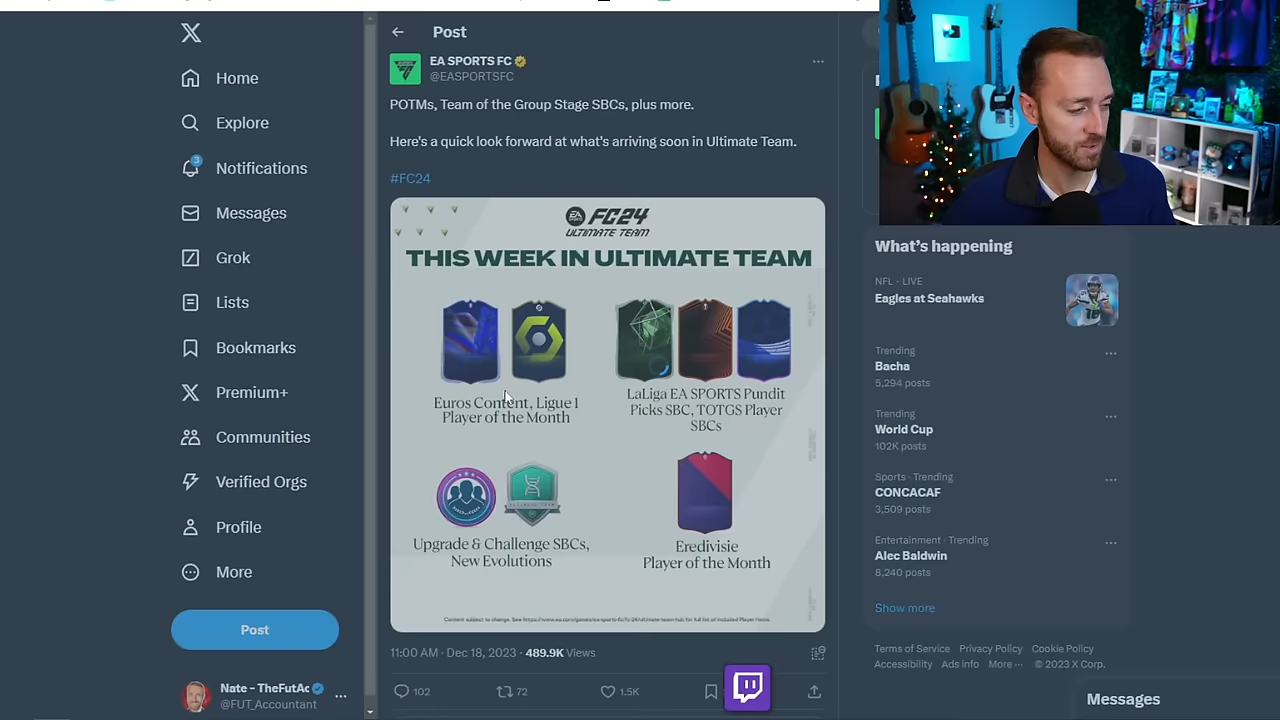 Home
Explore
3
Notifications
Messages
Grok
Lists
Bookmarks
Premium+
Communities
Verified Orgs
Profile
More
Post
Nate - TheFutAc
@FUT_Accountant
Post
EA SPORTS FC
@EASPORTSFC
POTMs, Team of the Group Stage SBCs, plus more.
Here's a quick look forward at what's arriving soon in Ultimate Team.
#FC24
FC24
ULTIMATE TEAM
THIS WEEK IN ULTIMATE TEAM
Euros Content, Ligue 1
Player of the Month
LaLiga EA SPORTS Pundit
Picks SBC, TOTGS Player
SBCs
Upgrade & Challenge SBCs,
New Evolutions
Eredivisie
Player of the Month
11:00 AM · Dec 18, 2023 · 489.9K Views
102
72
1.5K
What's happening
NFL · LIVE
Eagles at Seahawks
Trending
Bacha
5,294 posts
Trending
World Cup
102K posts
Sports · Trending
CONCACAF
3,509 posts
Entertainment · Trending
Alec Baldwin
8,240 posts
Show more
Terms of Service Privacy Policy Cookie Policy
Accessibility Ads info More ··· © 2023 X Corp.
Messages